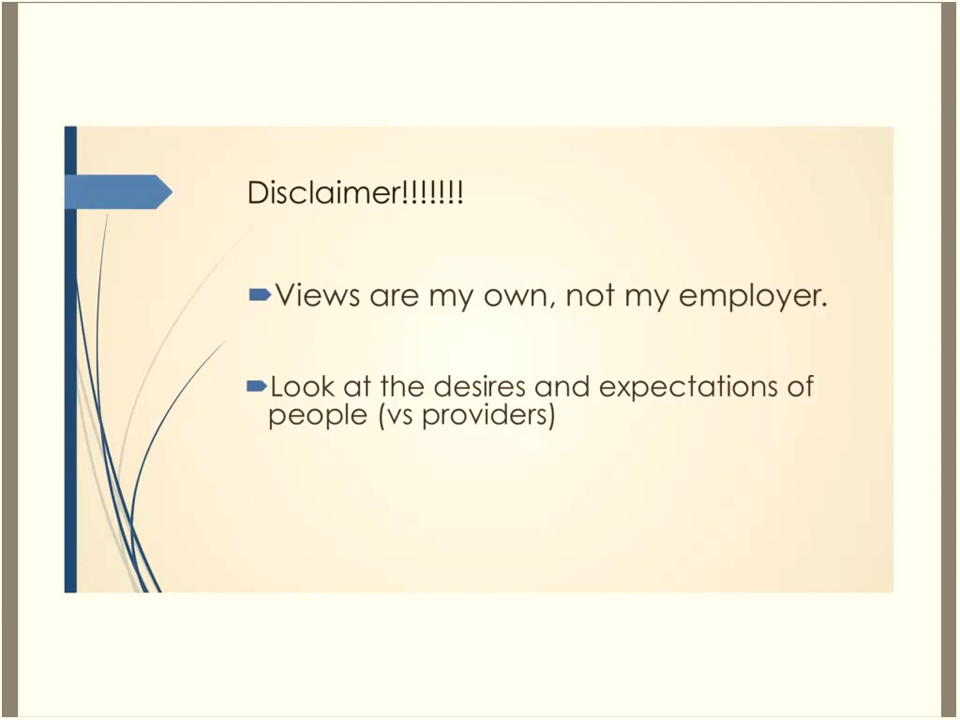 Disclaimer!!!!!!!
Views are my own, not my employer.
Look at the desires and expectations of
people (vs providers)